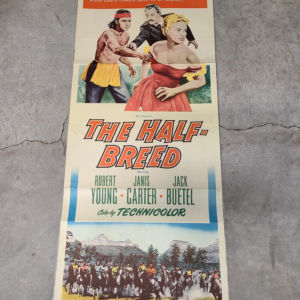 THE HALF-
BREED
ROBERT JANIS JACK
YOUNG · CARTER · BUETEL
Color by TECHNICOLOR